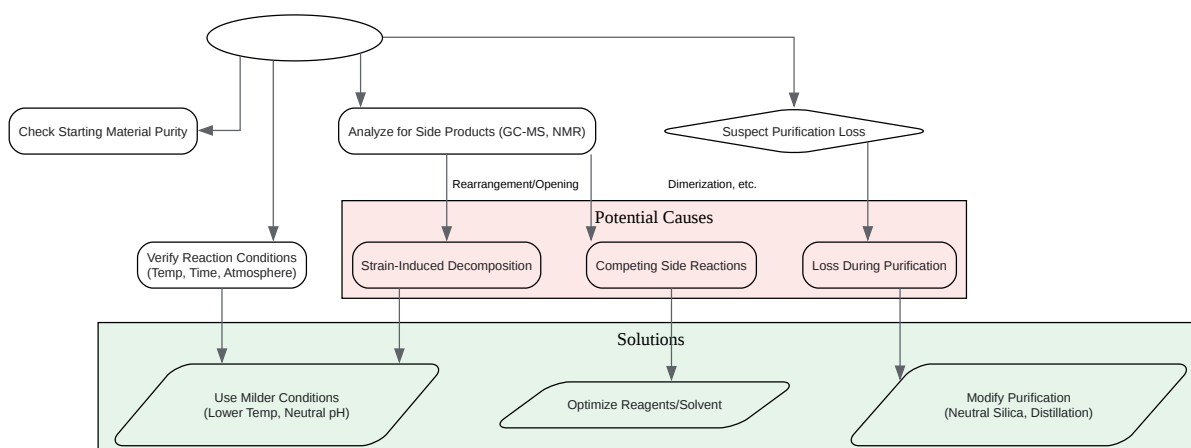 Check Starting Material Purity
Analyze for Side Products (GC-MS, NMR)
Suspect Purification Loss
Rearrangement/Opening
Dimerization, etc.
Potential Causes
Verify Reaction Conditions
(Temp, Time, Atmosphere)
Strain-Induced Decomposition
Competing Side Reactions
Loss During Purification
Solutions
Use Milder Conditions
(Lower Temp, Neutral pH)
Optimize Reagents/Solvent
Modify Purification
(Neutral Silica, Distillation)